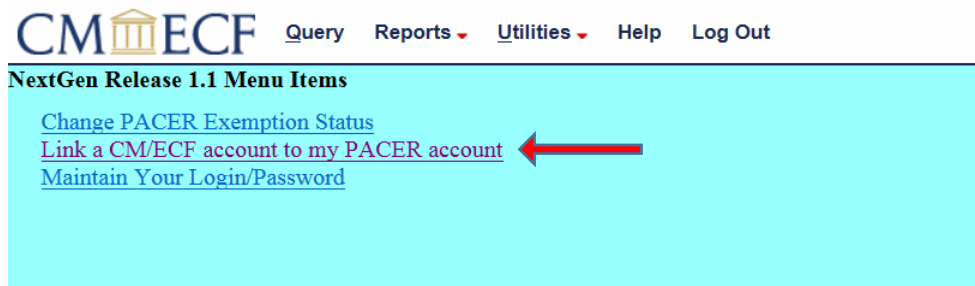 CM ECF Query Reports Utilities Help Log Out
NextGen Release 1.1 Menu Items
Change PACER Exemption Status
Link a CM/ECF account to my PACER account
Maintain Your Login/Password